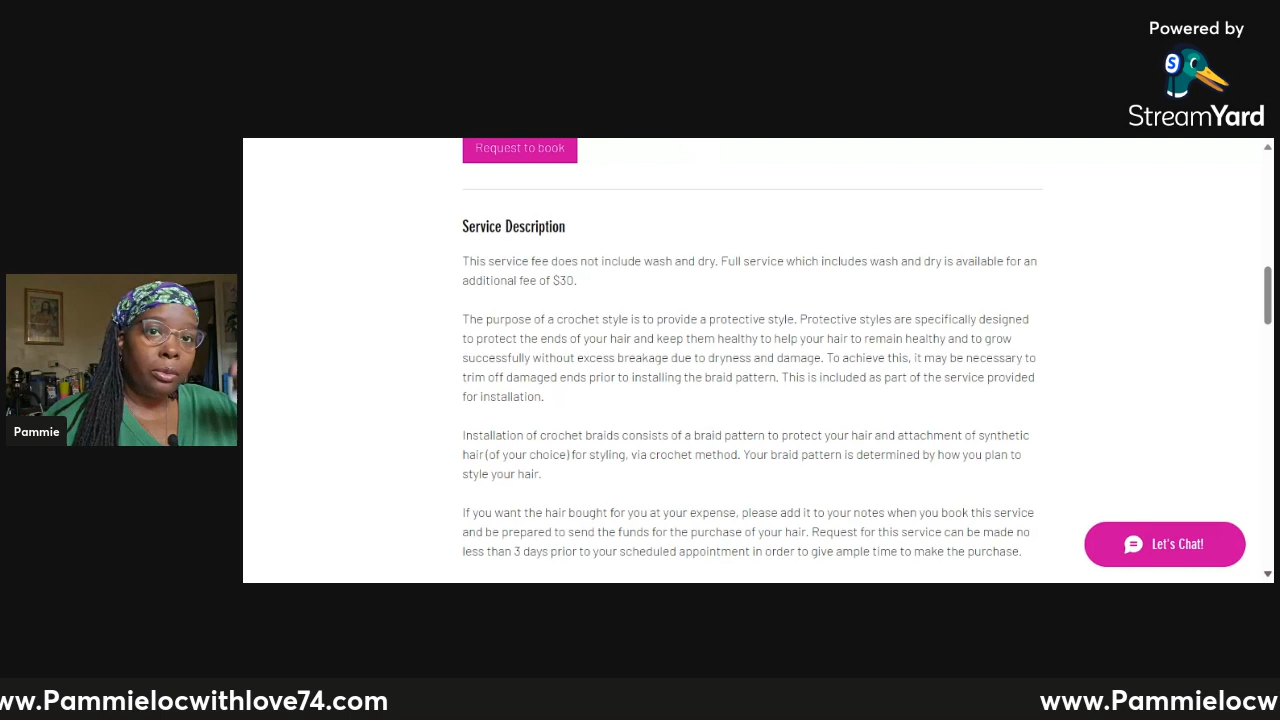 Powered by
S
StreamYard
Request to book
Service Description
This service fee does not include wash and dry. Full service which includes wash and dry is available for an
additional fee of $30.
The purpose of a crochet style is to provide a protective style. Protective styles are specifically designed
to protect the ends of your hair and keep them healthy to help your hair to remain healthy and to grow
successfully without excess breakage due to dryness and damage. To achieve this, it may be necessary to
trim off damaged ends prior to installing the braid pattern. This is included as part of the service provided
for installation.
Installation of crochet braids consists of a braid pattern to protect your hair and attachment of synthetic
hair (of your choice) for styling, via crochet method. Your braid pattern is determined by how you plan to
style your hair.
If you want the hair bought for you at your expense, please add it to your notes when you book this service
and be prepared to send the funds for the purchase of your hair. Request for this service can be made no
less than 3 days prior to your scheduled appointment in order to give ample time to make the purchase.
Let's Chat!
Pammie
ww.Pammielocwithlove74.com
www.Pammielocw